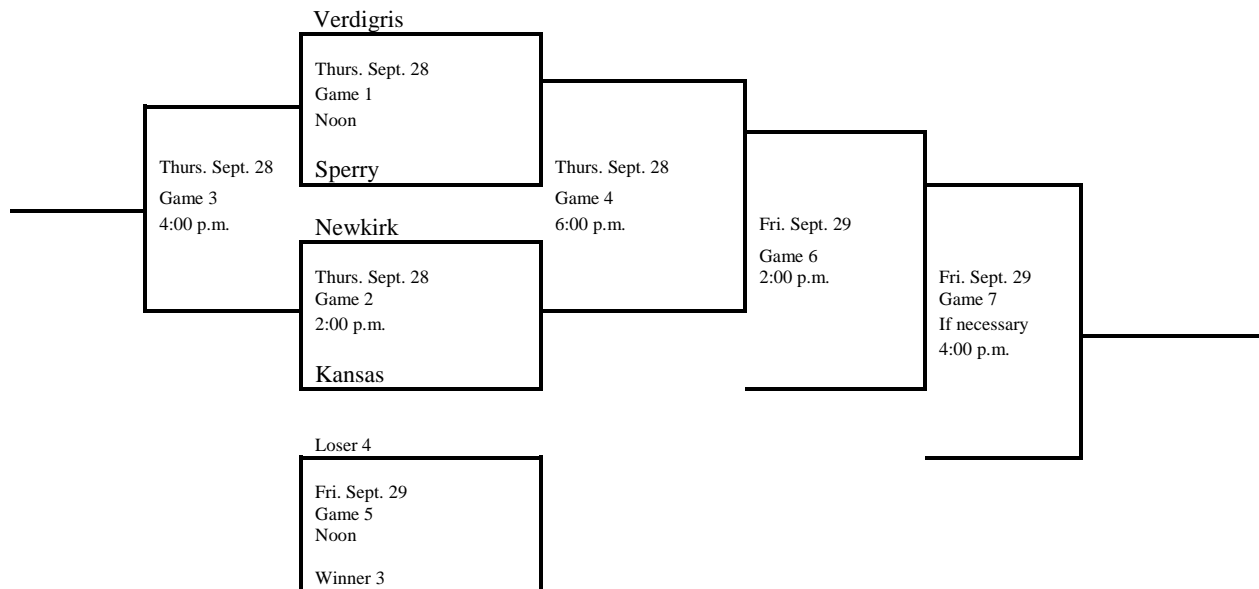 Verdigris
Thurs. Sept. 28
Game 1
Noon
Sperry
Thurs. Sept. 28
Game 3
4:00 p.m.
Thurs. Sept. 28
Game 4
6:00 p.m.
Newkirk
Thurs. Sept. 28
Game 2
2:00 p.m.
Kansas
Fri. Sept. 29
Game 6
2:00 p.m.
Fri. Sept. 29
Game 7
If necessary
4:00 p.m.
Loser 4
Fri. Sept. 29
Game 5
Noon
Winner 3